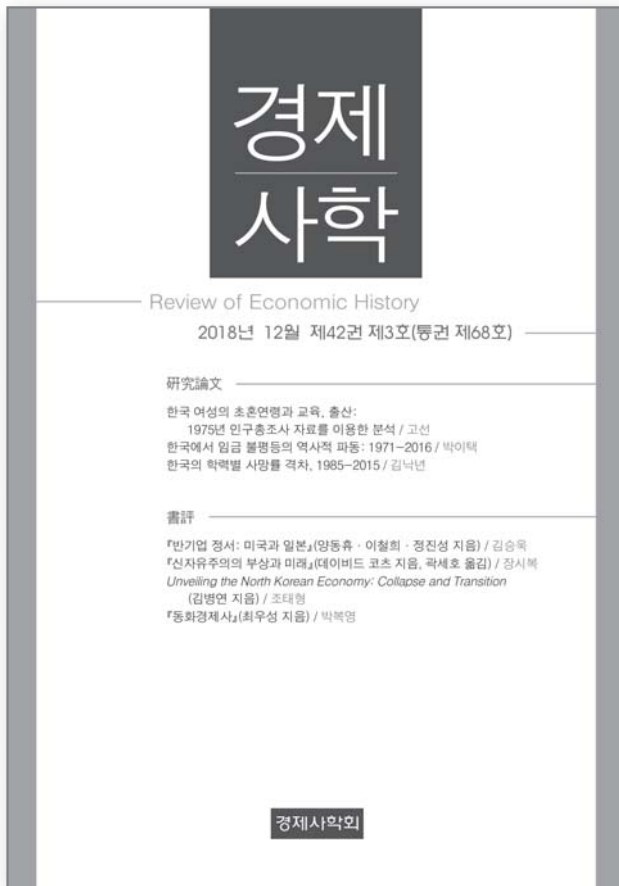 경제
사학
Review of Economic History
2018년 12월 제42권 제3호(통권 제68호)
硏究論文
한국 여성의 초혼연령과 교육, 출산:
1975년 인구총조사 자료를 이용한 분석 / 고선
한국에서 임금 불평등의 역사적 파동: 1971-2016 / 박이택
한국의 학력별 사망률 격차, 1985-2015 / 김낙년
書評
『반기업 정서: 미국과 일본』(양동휴 · 이철희 · 정진성 지음) / 김승욱
『신자유주의의 부상과 미래』(데이비드 코츠 지음, 곽세호 옮김) / 장시복
Unveiling the North Korean Economy: Collapse and Transition
(김병연 지음) / 조태형
『동화경제사』(최우성 지음) / 박복영
경제사학회